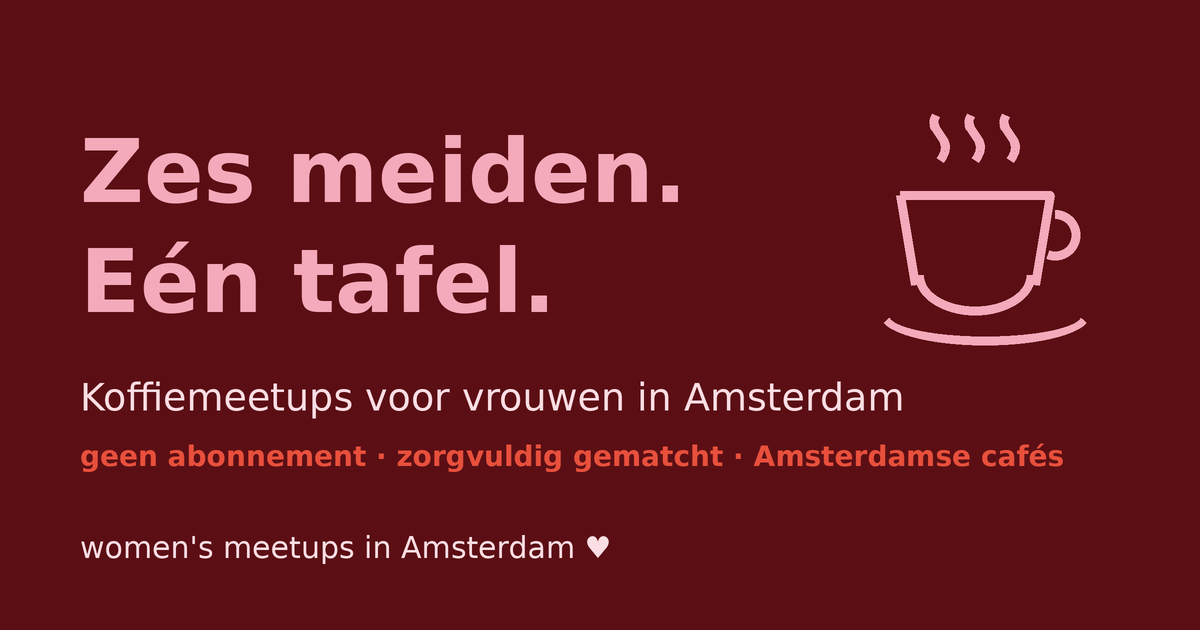 Zes meiden.
Eén tafel.
Koffiemeetups voor vrouwen in Amsterdam
geen abonnement · zorgvuldig gematcht · Amsterdamse cafés
women's meetups in Amsterdam ♥